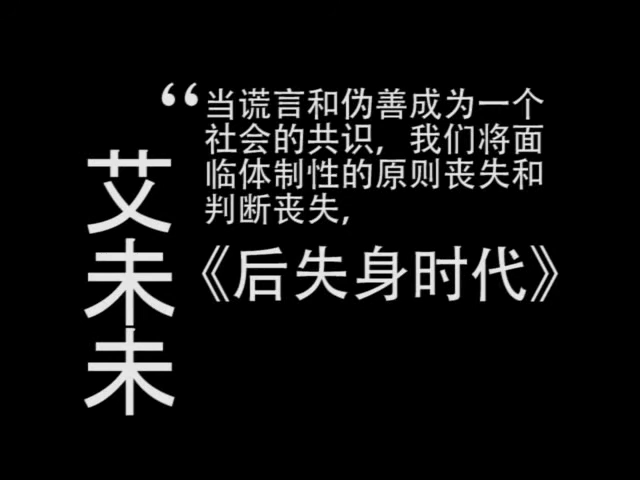 艾未未
“当谎言和伪善成为一个
社会的共识，我们将面
临体制性的原则丧失和
判断丧失，
《后失身时代》